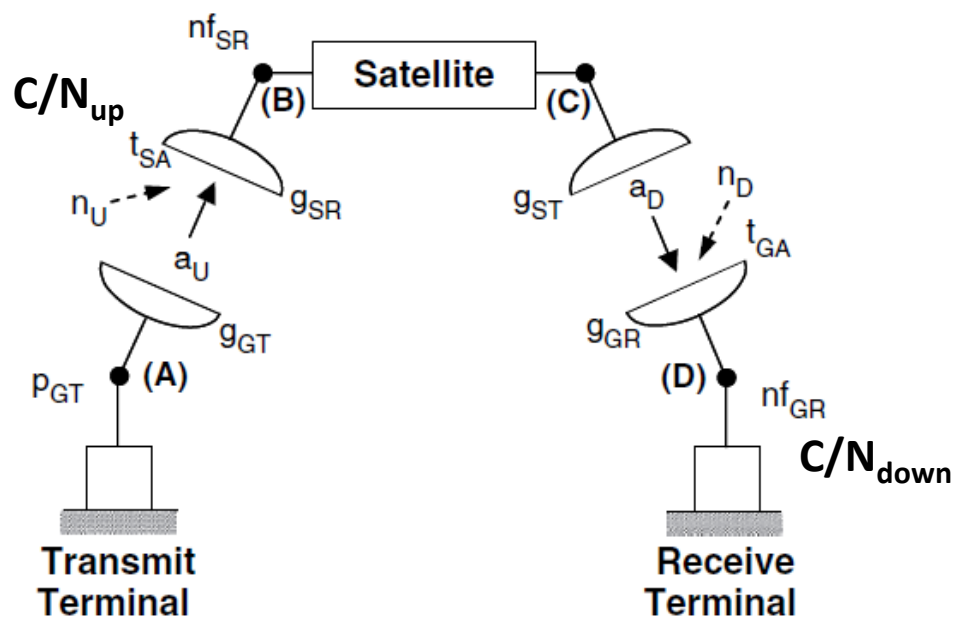 nf_SR
Satellite
C/N_up
(B)
(C)
t_SA
n_U
g_SR
g_ST
a_D
n_D
t_GA
a_U
g_GT
g_GR
p_GT
(A)
(D)
nf_GR
C/N_down
Transmit
Terminal
Receive
Terminal